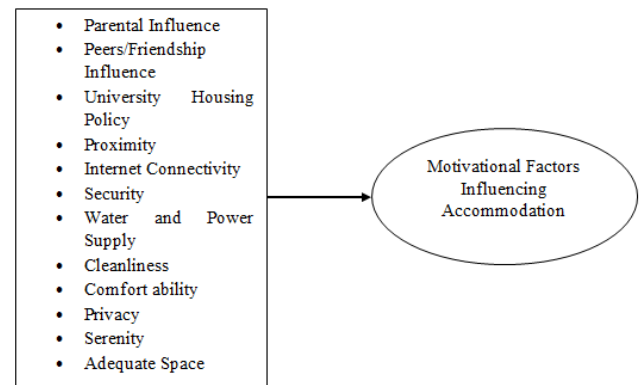 • Parental Influence
• Peers/Friendship
Influence
• University Housing
Policy
• Proximity
• Internet Connectivity
• Security
• Water and Power
Supply
• Cleanliness
• Comfort ability
• Privacy
• Serenity
• Adequate Space
Motivational Factors
Influencing
Accommodation